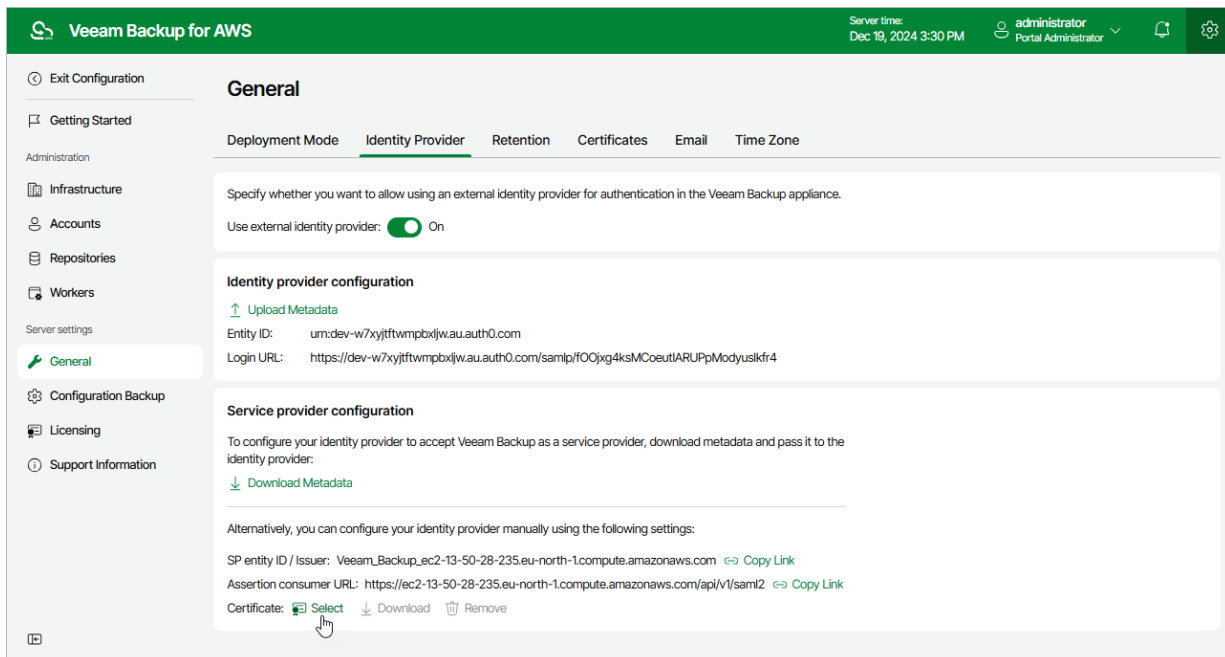 Veeam Backup for AWS
Server time:
Dec 19, 2024 3:30 PM
administrator
Portal Administrator
Exit Configuration
Getting Started
Administration
Infrastructure
Accounts
Repositories
Workers
Server settings
General
Configuration Backup
Licensing
Support Information
General
Deployment Mode Identity Provider Retention Certificates Email Time Zone
Specify whether you want to allow using an external identity provider for authentication in the Veeam Backup appliance.
Use external identity provider: On
Identity provider configuration
Upload Metadata
Entity ID: urn:dev-w7xyjtftwmpbxljw.au.auth0.com
Login URL: https://dev-w7xyjtftwmpbxljw.au.auth0.com/samlp/fOOjxg4ksMCoeutlARUPpModyuslkfr4
Service provider configuration
To configure your identity provider to accept Veeam Backup as a service provider, download metadata and pass it to the
identity provider:
Download Metadata
Alternatively, you can configure your identity provider manually using the following settings:
SP entity ID / Issuer: Veeam_Backup_ec2-13-50-28-235.eu-north-1.compute.amazonaws.com Copy Link
Assertion consumer URL: https://ec2-13-50-28-235.eu-north-1.compute.amazonaws.com/api/v1/saml2 Copy Link
Certificate: Select Download Remove